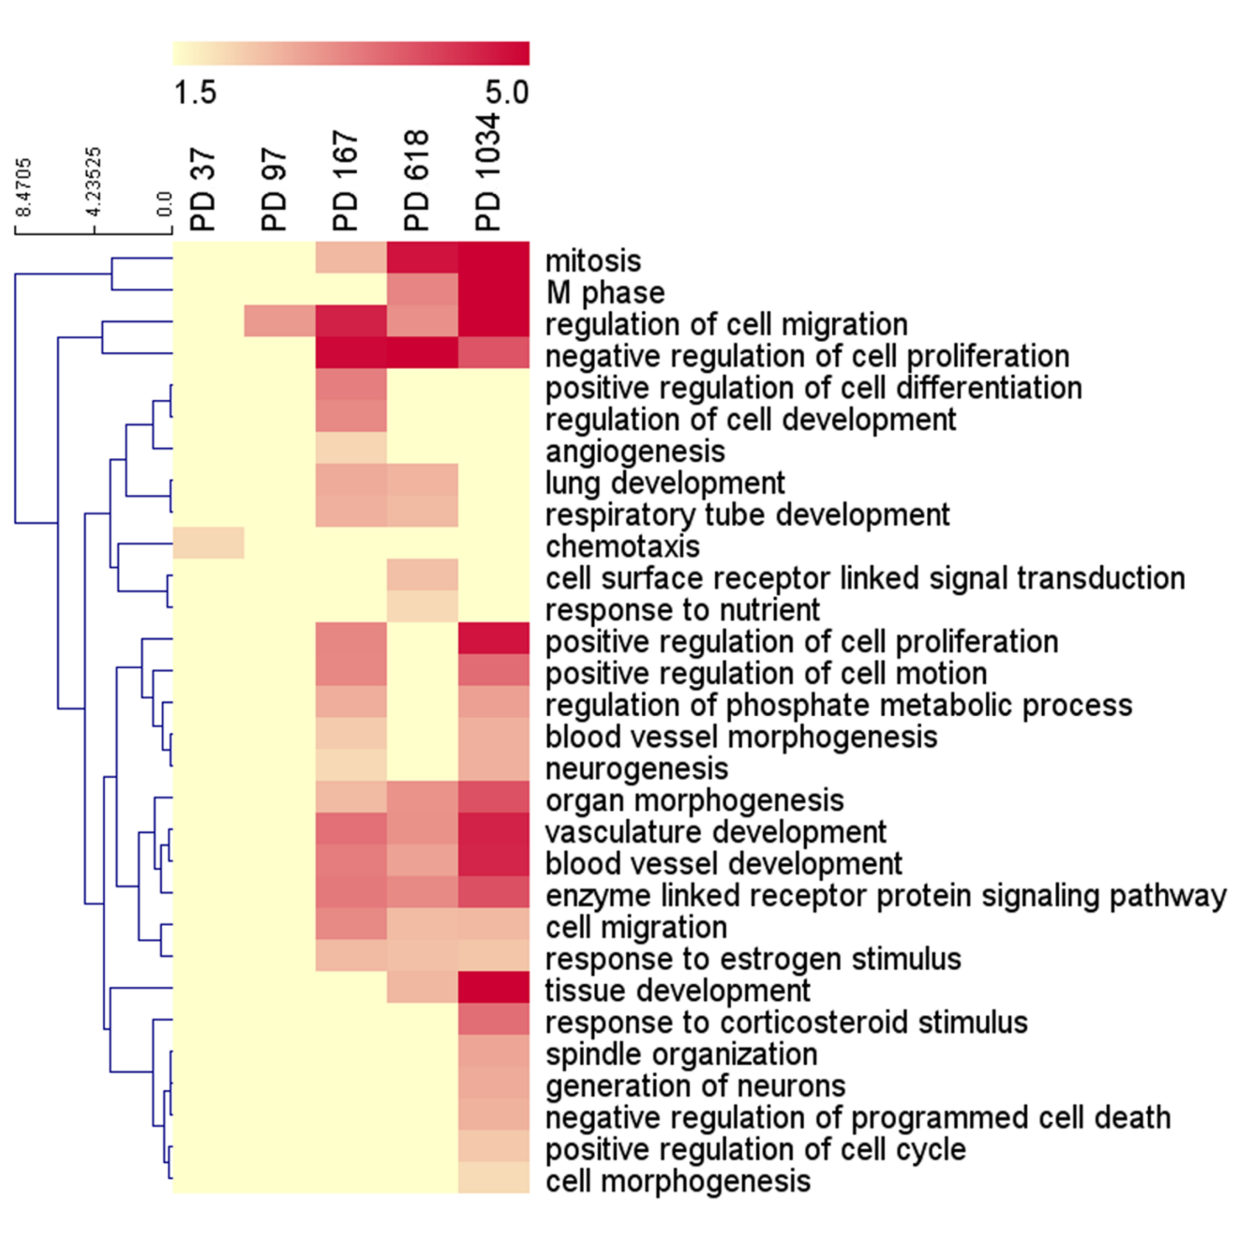 1.5 5.0
8.4705 4.23525 0.0 PD 37 PD 97 PD 167 PD 618 PD 1034
mitosis
M phase
regulation of cell migration
negative regulation of cell proliferation
positive regulation of cell differentiation
regulation of cell development
angiogenesis
lung development
respiratory tube development
chemotaxis
cell surface receptor linked signal transduction
response to nutrient
positive regulation of cell proliferation
positive regulation of cell motion
regulation of phosphate metabolic process
blood vessel morphogenesis
neurogenesis
organ morphogenesis
vasculature development
blood vessel development
enzyme linked receptor protein signaling pathway
cell migration
response to estrogen stimulus
tissue development
response to corticosteroid stimulus
spindle organization
generation of neurons
negative regulation of programmed cell death
positive regulation of cell cycle
cell morphogenesis